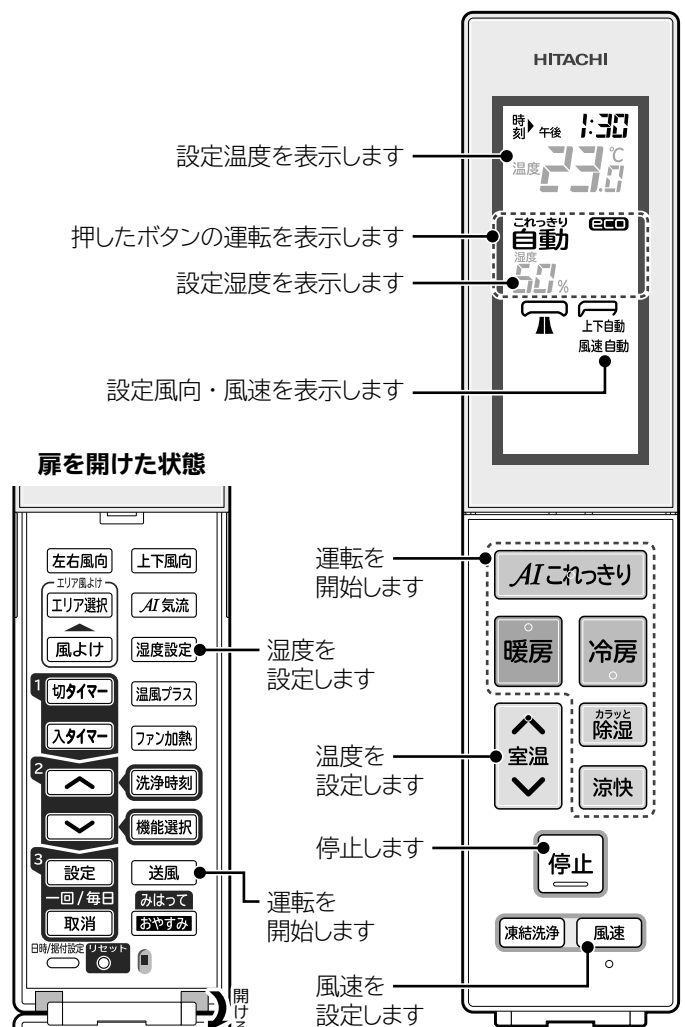 HITACHI
時刻 午後 1:30
設定温度を表示します
温度 23.0 ℃
押したボタンの運転を表示します
これっきり
自動
eco
設定湿度を表示します
湿度
50%
上下自動
風速自動
設定風向・風速を表示します
扉を開けた状態
左右風向
上下風向
エリア風よけ
エリア選択
AI 気流
風よけ
湿度設定
湿度を
設定します
1
切タイマー
温風プラス
入タイマー
ファン加熱
2
洗浄時刻
機能選択
3
設定
送風
運転を
開始します
一回/毎日
みはって
取消
おやすみ
日時/据付設定
リセット
開ける
運転を
開始します
AI これっきり
暖房
冷房
温度を
設定します
室温
カラッと
除湿
涼快
停止します
停止
凍結洗浄
風速
風速を
設定します